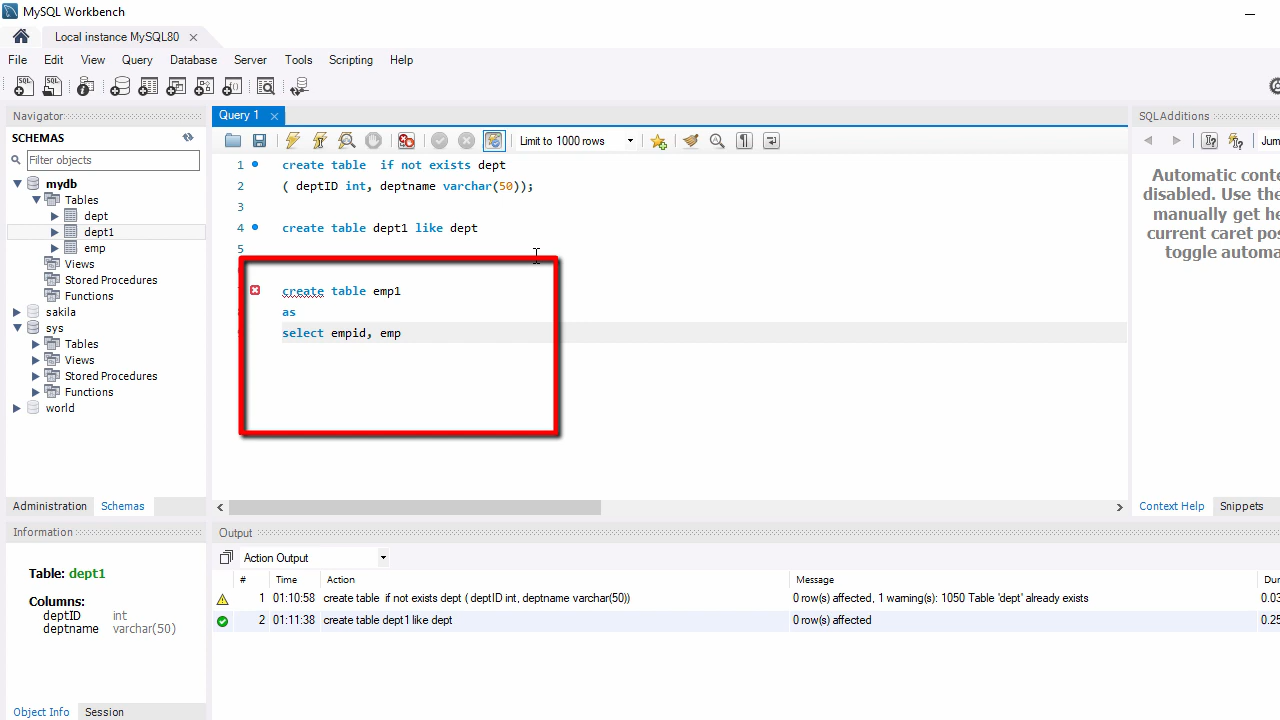 MySQL Workbench
Local instance MySQL80
File Edit View Query Database Server Tools Scripting Help
Navigator
SCHEMAS
Filter objects
mydb
Tables
dept
dept1
emp
Views
Stored Procedures
Functions
sakila
sys
Tables
Views
Stored Procedures
Functions
world
Administration Schemas
Information
Table: dept1
Columns:
deptID int
deptname varchar(50)
Object Info Session
Query 1
Limit to 1000 rows
1 create table  if not exists dept
2 ( deptID int, deptname varchar(50));
3
4 create table dept1 like dept
5
create table emp1
as
select empid, emp
SQLAdditions
Jum
Automatic conte
disabled. Use the
manually get he
current caret pos
toggle automa
Context Help Snippets
Output
Action Output
# Time Action Message Dur
1 01:10:58 create table  if not exists dept ( deptID int, deptname varchar(50)) 0 row(s) affected, 1 warning(s): 1050 Table 'dept' already exists 0.03
2 01:11:38 create table dept1 like dept 0 row(s) affected 0.25